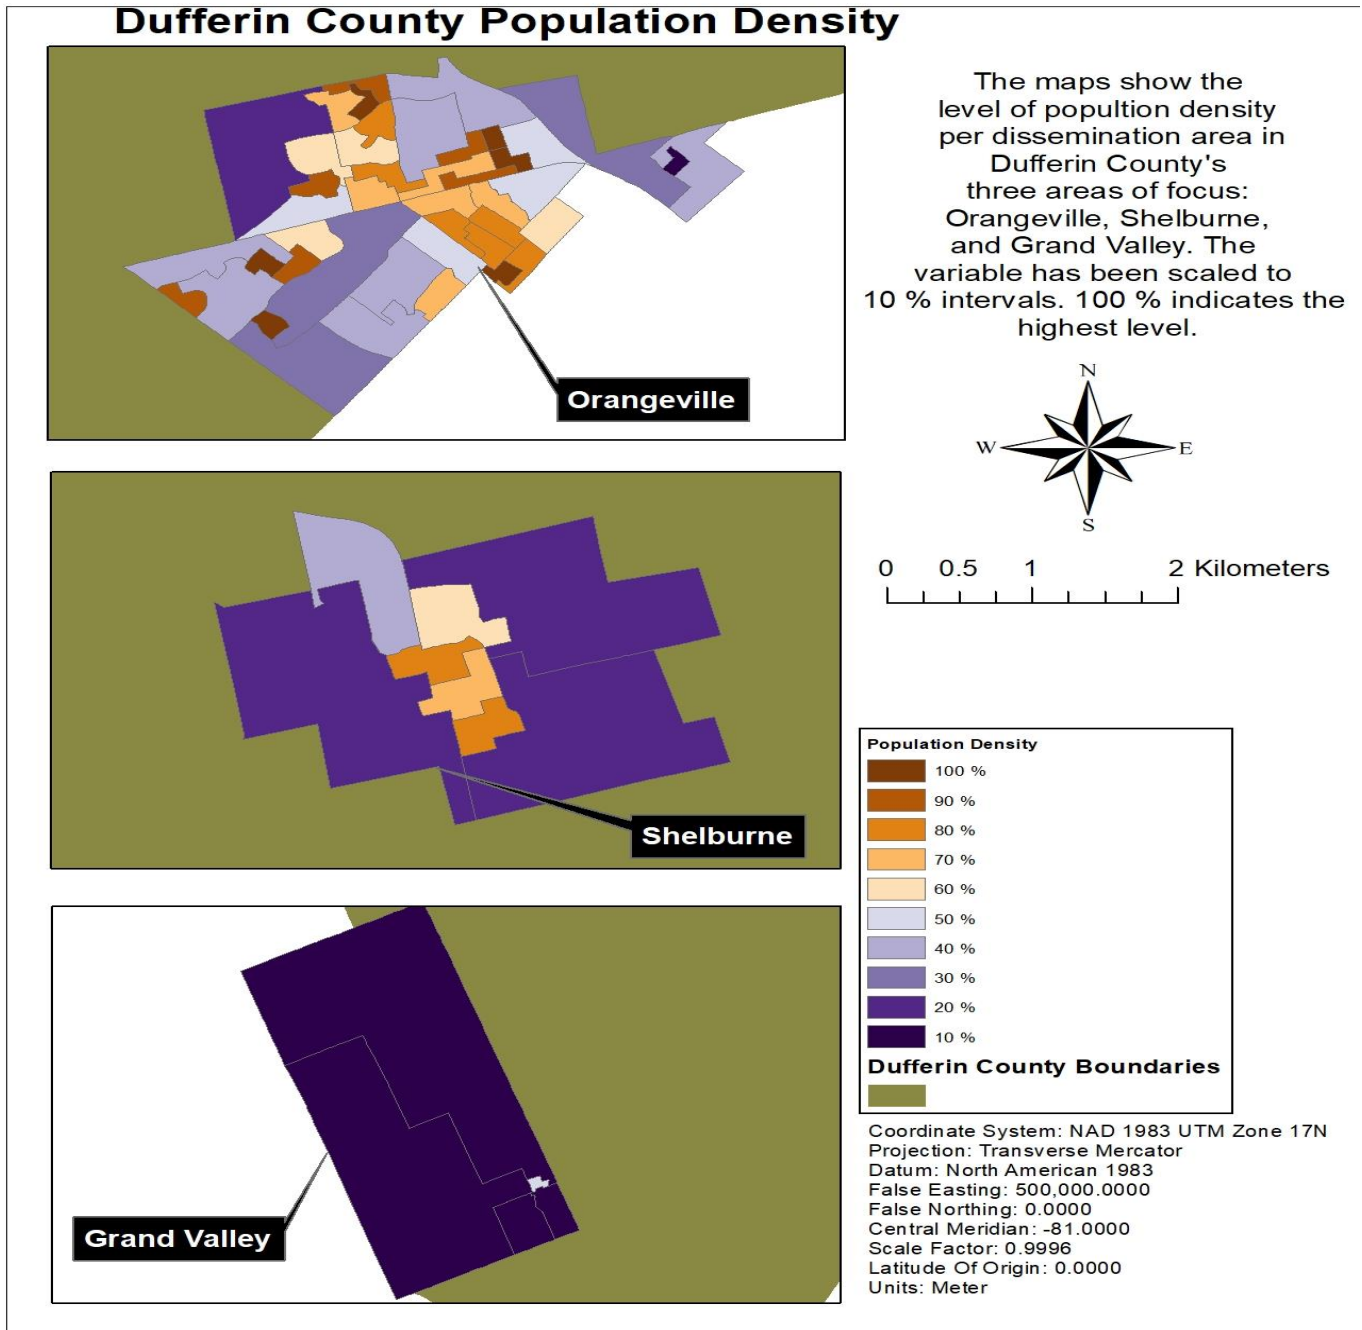 Dufferin County Population Density
The maps show the
level of popultion density
per dissemination area in
Dufferin County's
three areas of focus:
Orangeville, Shelburne,
and Grand Valley. The
variable has been scaled to
10 % intervals. 100 % indicates the
highest level.
Orangeville
N
W
E
S
0 0.5 1 2 Kilometers
Shelburne
Population Density
100 %
90 %
80 %
70 %
60 %
50 %
40 %
30 %
20 %
10 %
Dufferin County Boundaries
Grand Valley
Coordinate System: NAD 1983 UTM Zone 17N
Projection: Transverse Mercator
Datum: North American 1983
False Easting: 500,000.0000
False Northing: 0.0000
Central Meridian: -81.0000
Scale Factor: 0.9996
Latitude Of Origin: 0.0000
Units: Meter